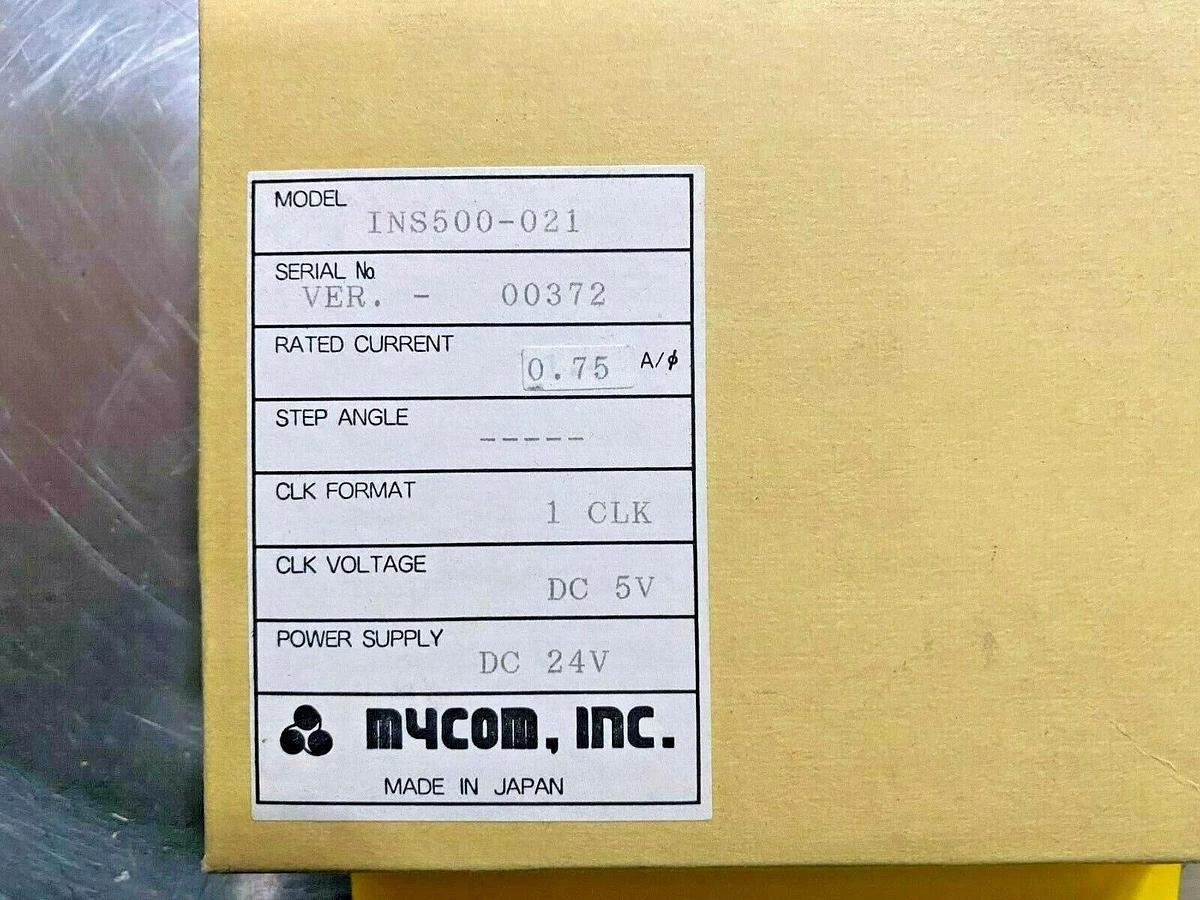 MODEL
INS500-021
SERIAL No.
VER. - 00372
RATED CURRENT
0.75 A/ϕ
STEP ANGLE
-----
CLK FORMAT
1 CLK
CLK VOLTAGE
DC 5V
POWER SUPPLY
DC 24V
MYCOM, INC.
MADE IN JAPAN